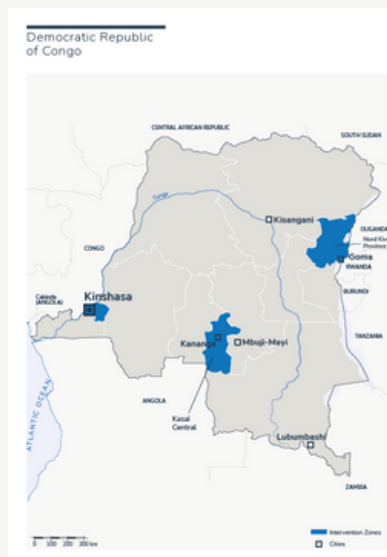 Democratic Republic
of Congo
CENTRAL AFRICAN REPUBLIC
SOUTH SUDAN
Congo
Kisangani
OUGANDA
Nord Kiv
Province
CONGO
Goma
RWANDA
Cabinda
(ANGOLA)
Kinshasa
BURUNDI
TANZANIA
Kananga
Mbuji-Mayi
ANGOLA
Kasai
Central
ATLANTIC OCEAN
Lubumbashi
ZAMBIA
0 100 200 300 km
Intervention Zones
Cities